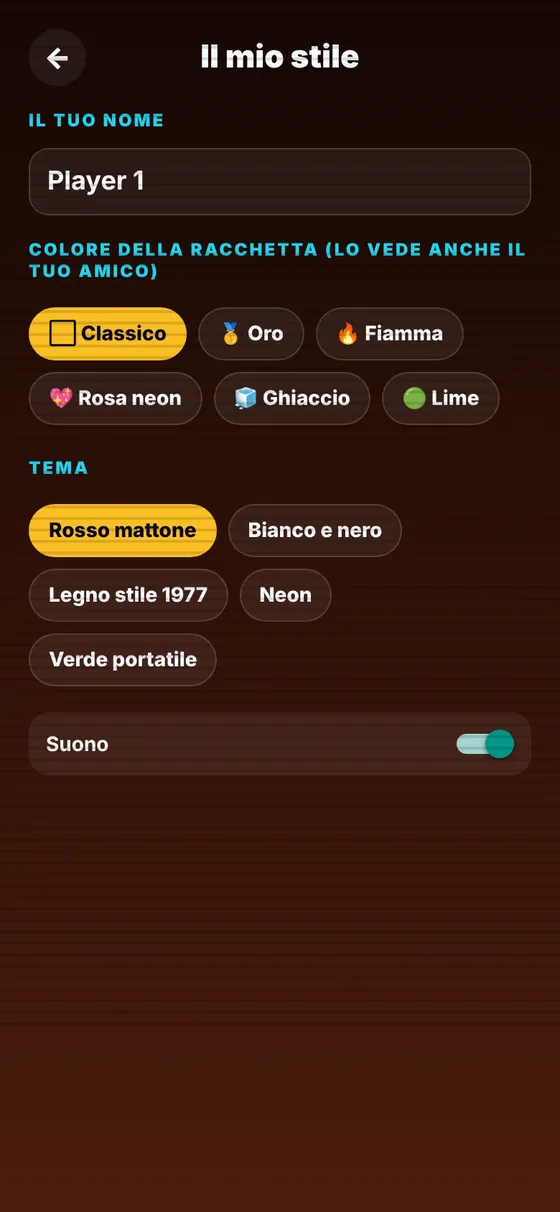 Il mio stile
IL TUO NOME
Player 1
COLORE DELLA RACCHETTA (LO VEDE ANCHE IL
TUO AMICO)
Classico
Oro
Fiamma
Rosa neon
Ghiaccio
Lime
TEMA
Rosso mattone
Bianco e nero
Legno stile 1977
Neon
Verde portatile
Suono